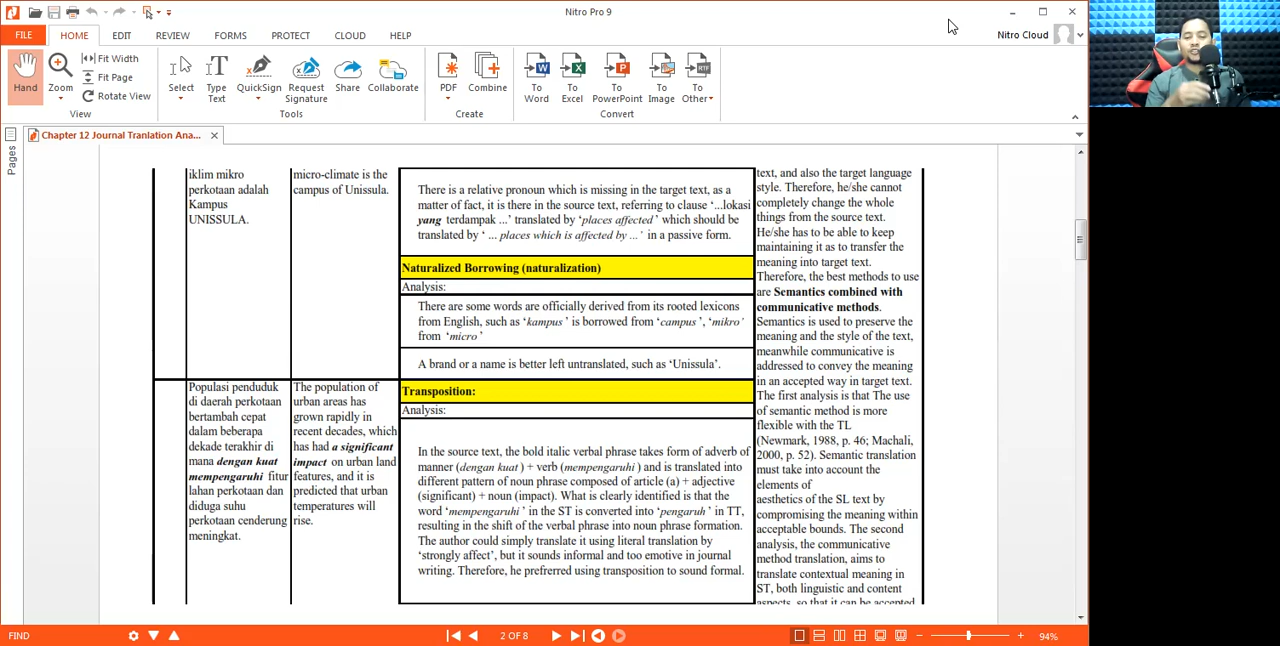 Nitro Pro 9
FILE
HOME
EDIT
REVIEW
FORMS
PROTECT
CLOUD
HELP
Nitro Cloud
Hand
Zoom
Fit Width
Fit Page
Rotate View
View
Select
Type Text
QuickSign
Request Signature
Share
Collaborate
Tools
PDF
Combine
Create
To Word
To Excel
To PowerPoint
To Image
To Other
Convert
Chapter 12 Journal Tranlation Ana...
Pages
iklim mikro
perkotaan adalah
Kampus
UNISSULA.
micro-climate is the
campus of Unissula.
There is a relative pronoun which is missing in the target text, as a
matter of fact, it is there in the source text, referring to clause ‘...lokasi
yang terdampak ...’ translated by ‘places affected’ which should be
translated by ‘ ... places which is affected by ...’ in a passive form.
Naturalized Borrowing (naturalization)
Analysis:
There are some words are officially derived from its rooted lexicons
from English, such as ‘kampus’ is borrowed from ‘campus’, ‘mikro’
from ‘micro’
A brand or a name is better left untranslated, such as ‘Unissula’.
Populasi penduduk
di daerah perkotaan
bertambah cepat
dalam beberapa
dekade terakhir di
mana dengan kuat
mempengaruhi fitur
lahan perkotaan dan
diduga suhu
perkotaan cenderung
meningkat.
The population of
urban areas has
grown rapidly in
recent decades, which
has had a significant
impact on urban land
features, and it is
predicted that urban
temperatures will
rise.
Transposition:
Analysis:
In the source text, the bold italic verbal phrase takes form of adverb of
manner (dengan kuat) + verb (mempengaruhi) and is translated into
different pattern of noun phrase composed of article (a) + adjective
(significant) + noun (impact). What is clearly identified is that the
word ‘mempengaruhi’ in the ST is converted into ‘pengaruh’ in TT,
resulting in the shift of the verbal phrase into noun phrase formation.
The author could simply translate it using literal translation by
‘strongly affect’, but it sounds informal and too emotive in journal
writing. Therefore, he prefrerred using transposition to sound formal.
text, and also the target language
style. Therefore, he/she cannot
completely change the whole
things from the source text.
He/she has to be able to keep
maintaining it as to transfer the
meaning into target text.
Therefore, the best methods to use
are Semantics combined with
communicative methods.
Semantics is used to preserve the
meaning and the style of the text,
meanwhile communicative is
addressed to convey the meaning
in an accepted way in target text.
The first analysis is that The use
of semantic method is more
flexible with the TL
(Newmark, 1988, p. 46; Machali,
2000, p. 52). Semantic translation
must take into account the
elements of
aesthetics of the SL text by
compromising the meaning within
acceptable bounds. The second
analysis, the communicative
method translation, aims to
translate contextual meaning in
ST, both linguistic and content
aspects, so that it can be accepted
FIND
2 OF 8
94%